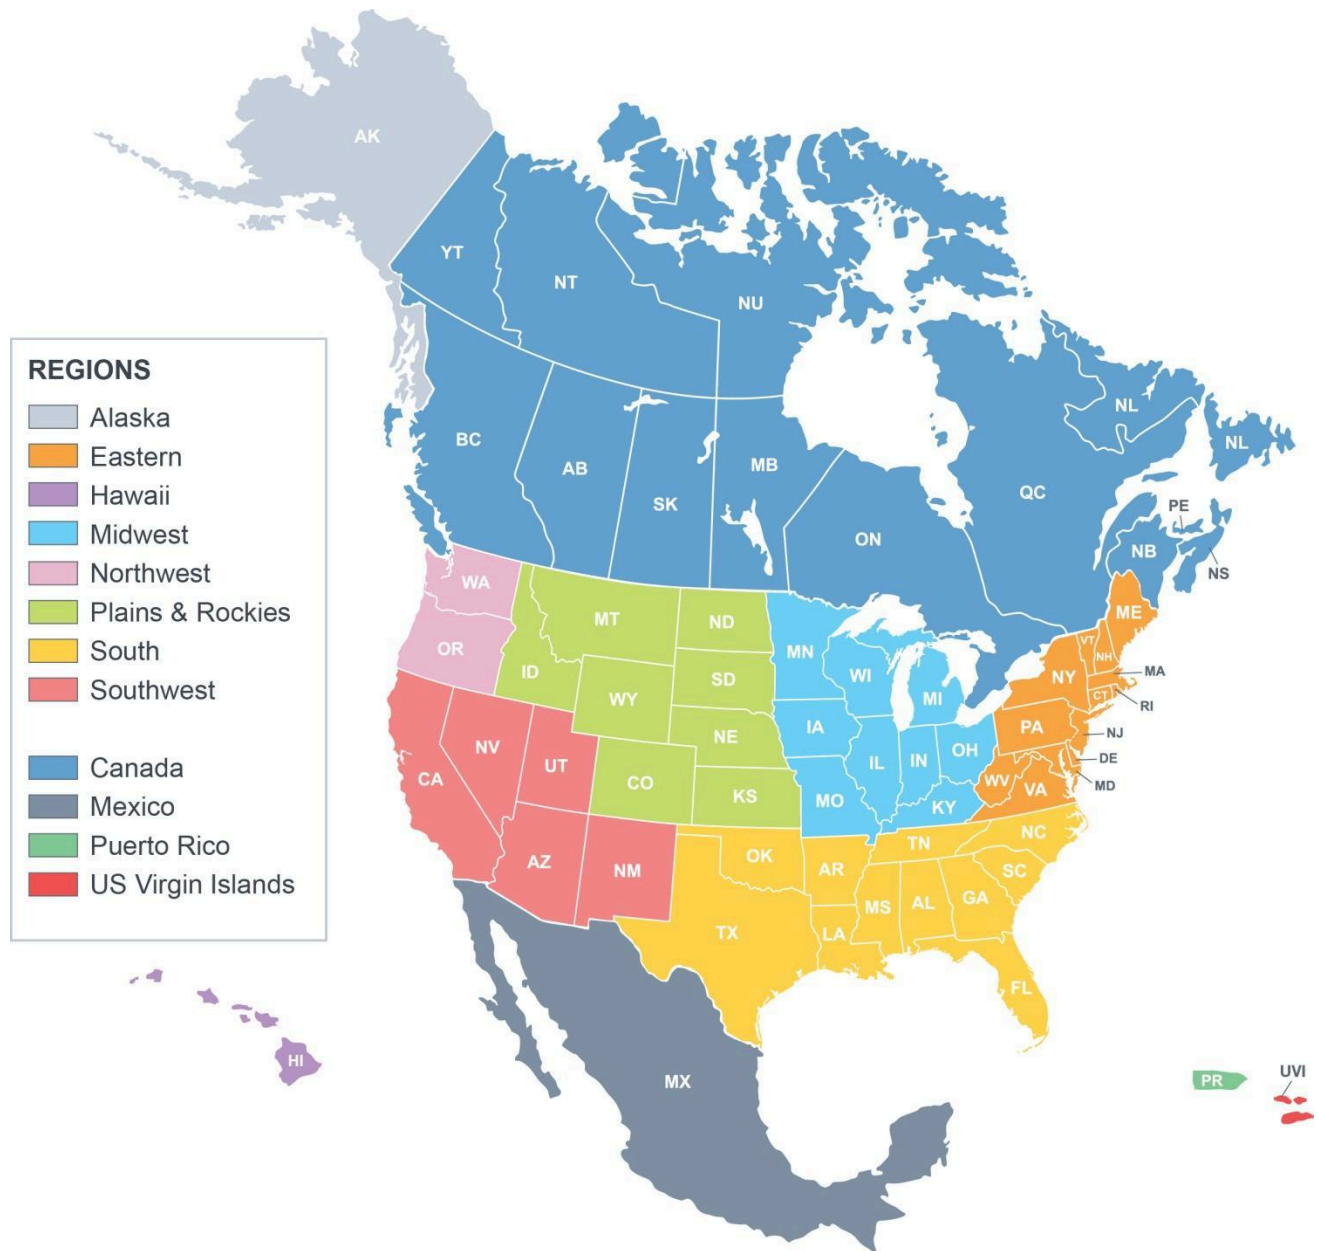 AK
YT
NT
NU
REGIONS
Alaska
Eastern
Hawaii
Midwest
Northwest
Plains & Rockies
South
Southwest
Canada
Mexico
Puerto Rico
US Virgin Islands
BC
AB
SK
MB
ON
QC
NL
NL
PE
NB
NS
WA
OR
ID
MT
WY
ND
SD
NE
CO
KS
MN
WI
MI
IA
IL
IN
OH
MO
KY
ME
VT
NH
MA
NY
CT
RI
PA
NJ
DE
MD
WV
VA
CA
NV
UT
AZ
NM
OK
TX
AR
LA
TN
MS
AL
GA
NC
SC
FL
HI
MX
PR
UVI